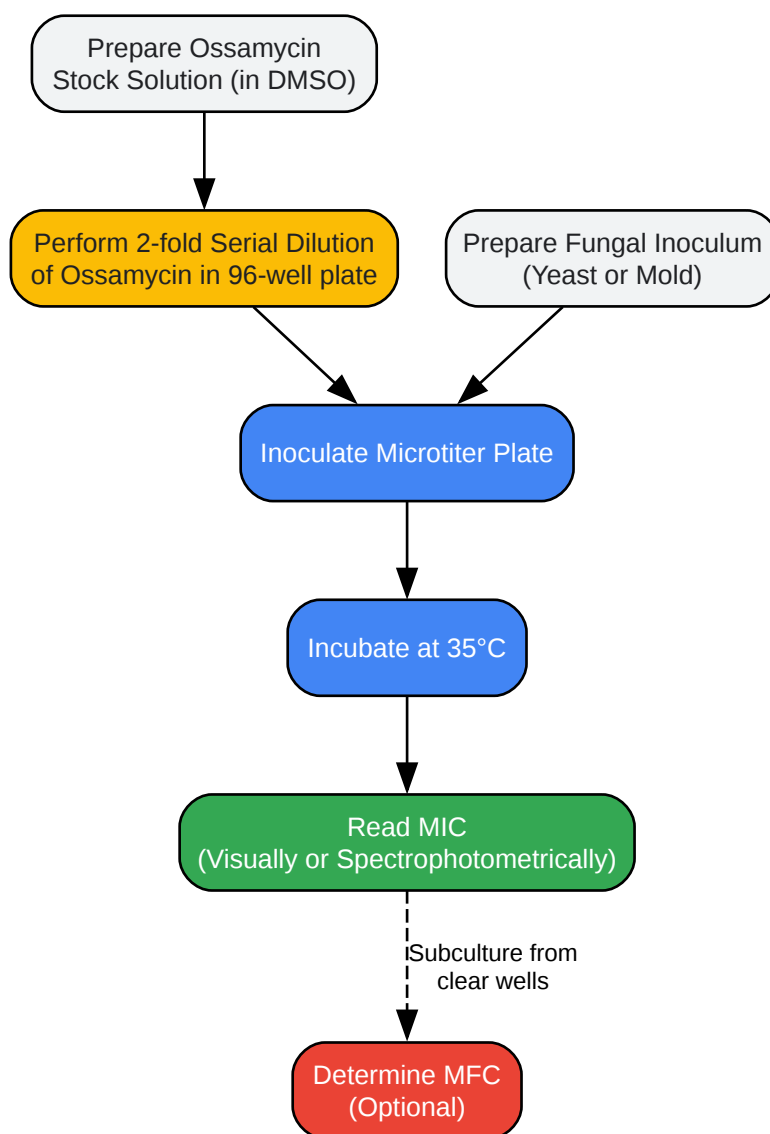 Prepare Ossamycin
Stock Solution (in DMSO)
Perform 2-fold Serial Dilution
of Ossamycin in 96-well plate
Prepare Fungal Inoculum
(Yeast or Mold)
Inoculate Microtiter Plate
Incubate at 35°C
Read MIC
(Visually or Spectrophotometrically)
Subculture from
clear wells
Determine MFC
(Optional)